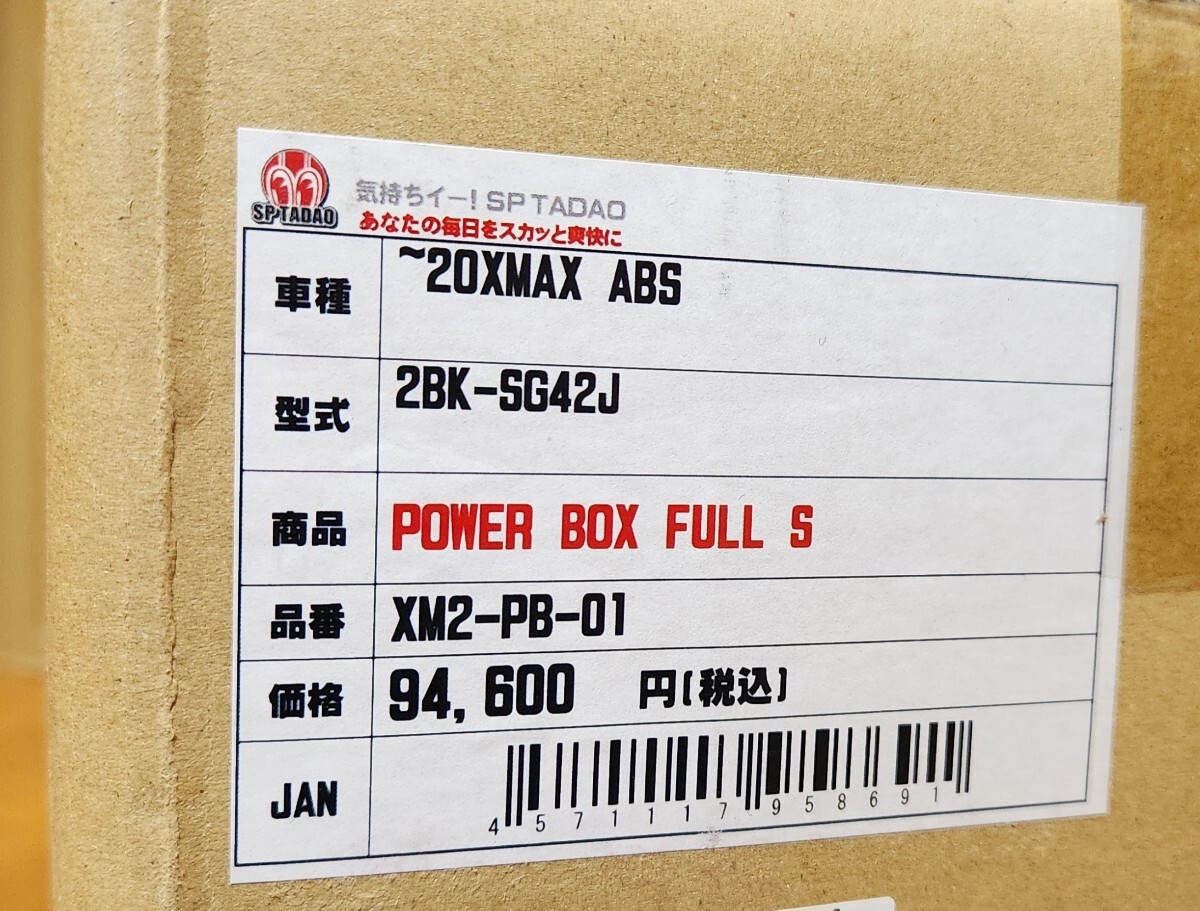 SP·TADAO
気持ちイー! SP TADAO
あなたの毎日をスカッと爽快に
車種 ~20XMAX ABS
型式 2BK-SG42J
商品 POWER BOX FULL S
品番 XM2-PB-01
価格 94,600 円(税込)
JAN
4571117958691